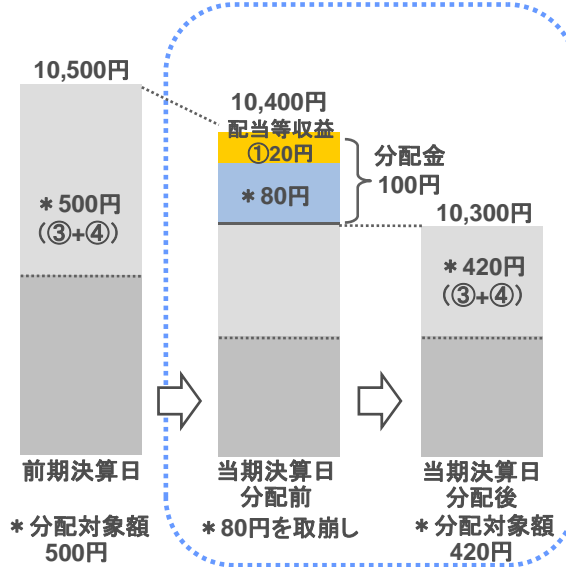 10,500円
＊500円
（③+④）
前期決算日
＊分配対象額
500円
10,400円
配当等収益
①20円
＊80円
分配金
100円
当期決算日
分配前
＊80円を取崩し
10,300円
＊420円
（③+④）
当期決算日
分配後
＊分配対象額
420円